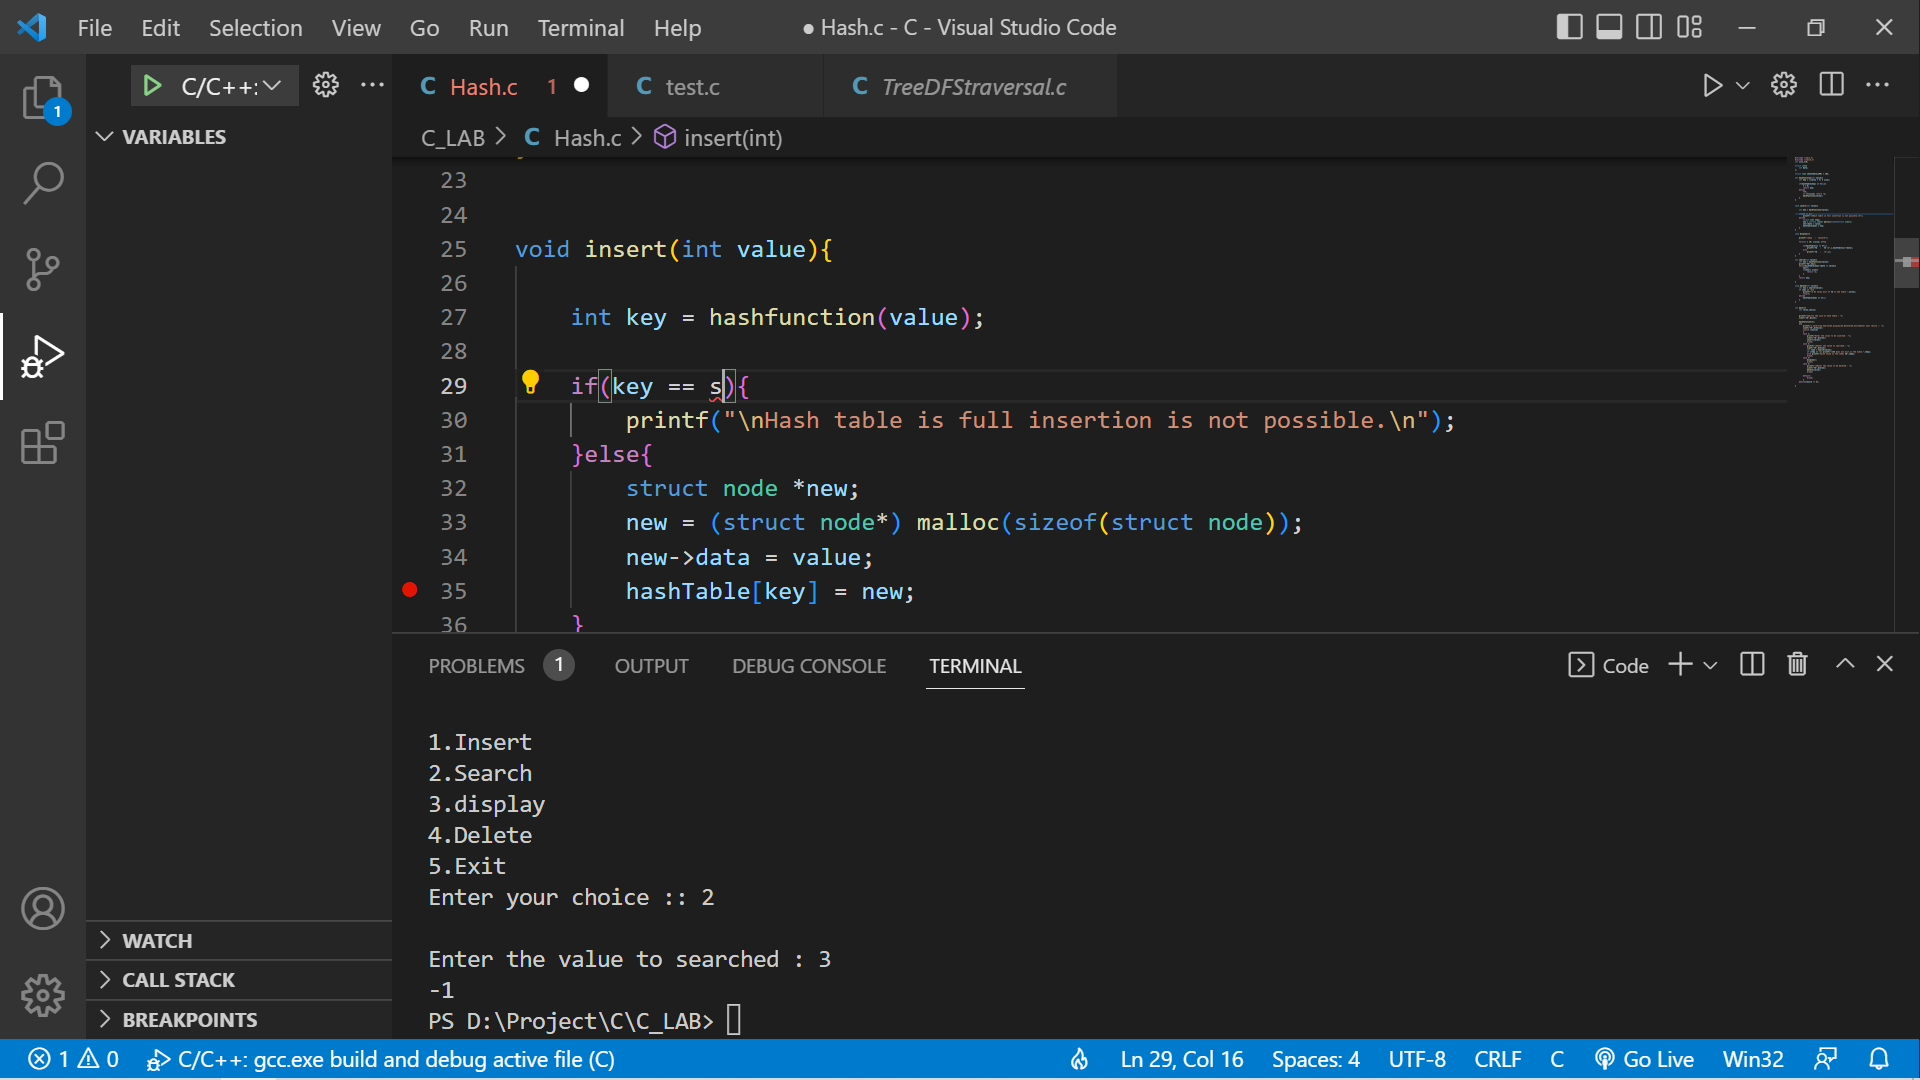 File Edit Selection View Go Run Terminal Help ● Hash.c - C - Visual Studio Code
1 C/C++: ··· C Hash.c 1 ● C test.c C TreeDFStraversal.c ···
VARIABLES
C_LAB > C Hash.c > insert(int)
23
24
25 void insert(int value){
26
27 int key = hashfunction(value);
28
29 if(key == s){
30 printf("\nHash table is full insertion is not possible.\n");
31 }else{
32 struct node *new;
33 new = (struct node*) malloc(sizeof(struct node));
34 new->data = value;
35 hashTable[key] = new;
36 }
PROBLEMS 1 OUTPUT DEBUG CONSOLE TERMINAL Code
1.Insert
2.Search
3.display
4.Delete
5.Exit
Enter your choice :: 2
Enter the value to searched : 3
-1
PS D:\Project\C\C_LAB>
WATCH
CALL STACK
BREAKPOINTS
1 0 C/C++: gcc.exe build and debug active file (C) Ln 29, Col 16 Spaces: 4 UTF-8 CRLF C Go Live Win32